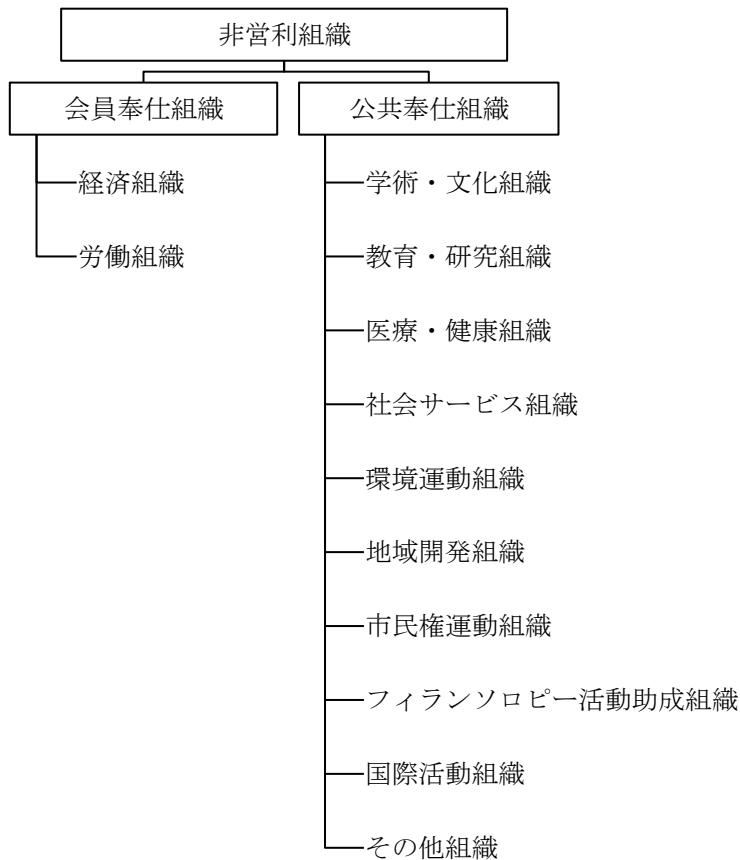 非営利組織
会員奉仕組織
公共奉仕組織
経済組織
労働組織
学術・文化組織
教育・研究組織
医療・健康組織
社会サービス組織
環境運動組織
地域開発組織
市民権運動組織
フィランソロピー活動助成組織
国際活動組織
その他組織